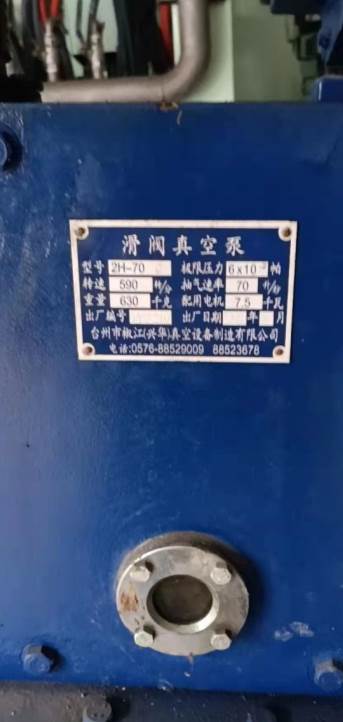 滑阀真空泵
型号 2H-70 极限压力 6x10 帕
转速 590 转/分 抽气速率 70 升/秒
重量 630 千克 配用电机 7.5 千瓦
出厂编号 出厂日期 年 月
台州市椒江(兴华)真空设备制造有限公司
电话:0576-88529009 88523678